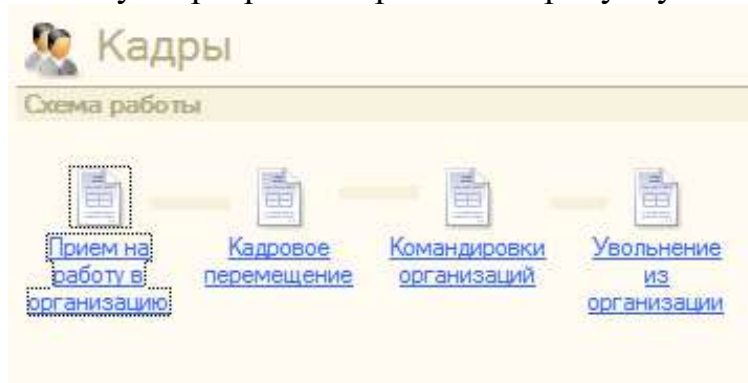 Кадры
Схема работы
Прием на Кадровое Командировки Увольнение
работу в перемещение организаций из
организацию организации